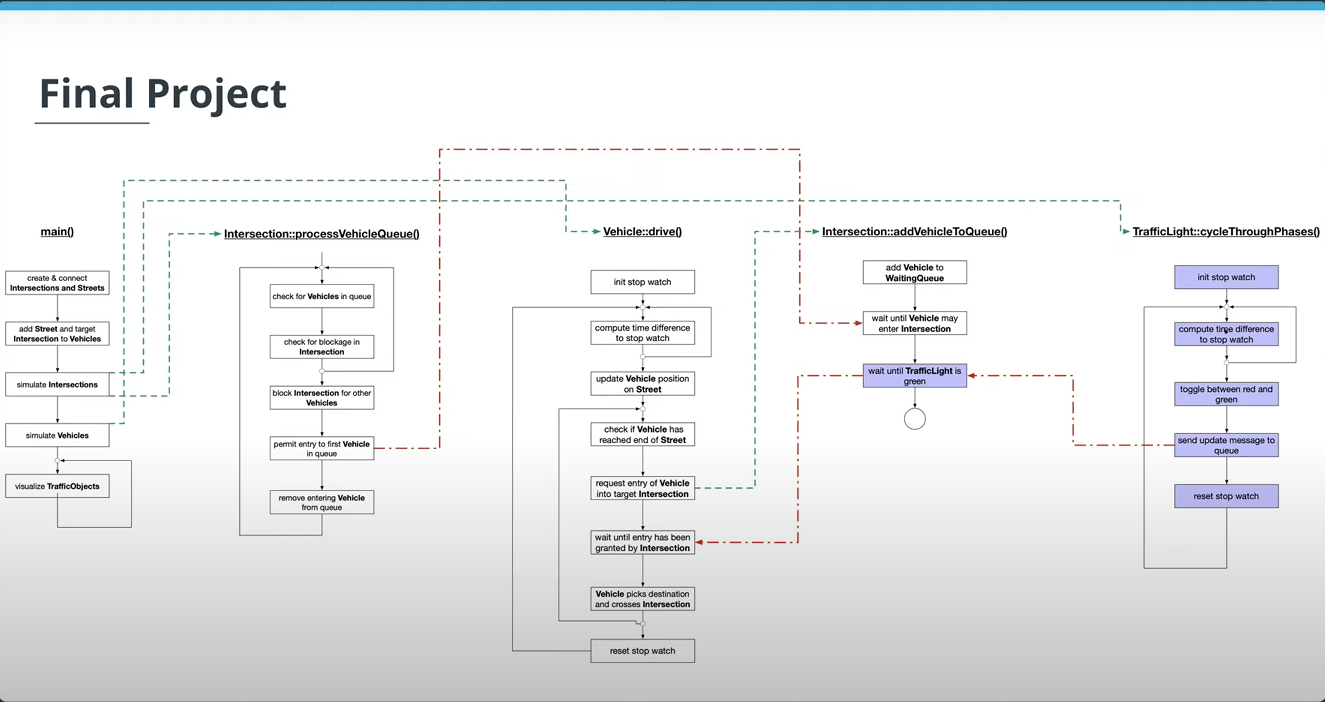 Final Project
main()
create & connect
Intersections and Streets
add Street and target
Intersection to Vehicles
simulate Intersections
simulate Vehicles
visualize TrafficObjects
Intersection::processVehicleQueue()
check for Vehicles in queue
check for blockage in
Intersection
block Intersection for other
Vehicles
permit entry to first Vehicle
in queue
remove entering Vehicle
from queue
Vehicle::drive()
init stop watch
compute time difference
to stop watch
update Vehicle position
on Street
check if Vehicle has
reached end of Street
request entry of Vehicle
into target Intersection
wait until entry has been
granted by Intersection
Vehicle picks destination
and crosses Intersection
reset stop watch
Intersection::addVehicleToQueue()
add Vehicle to
WaitingQueue
wait until Vehicle may
enter Intersection
wait until TrafficLight is
green
TrafficLight::cycleThroughPhases()
init stop watch
compute time difference
to stop watch
toggle between red and
green
send update message to
queue
reset stop watch